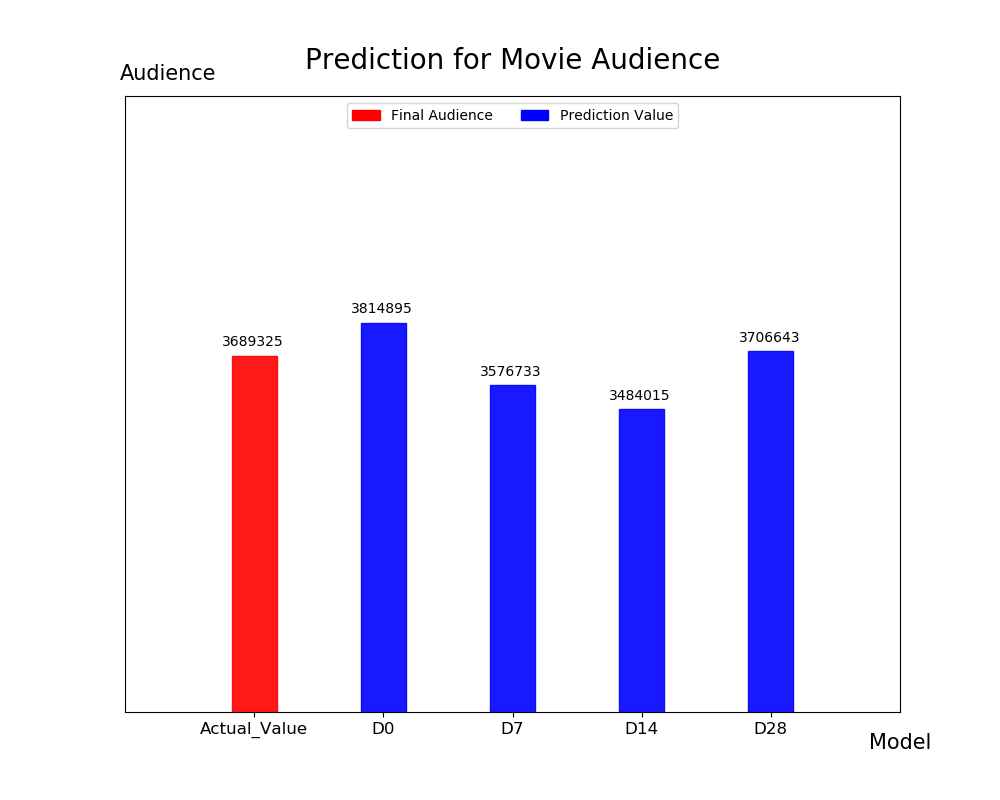 Prediction for Movie Audience
Audience
Final Audience Prediction Value
3814895
3689325
3706643
3576733
3484015
Actual_Value D0 D7 D14 D28
Model